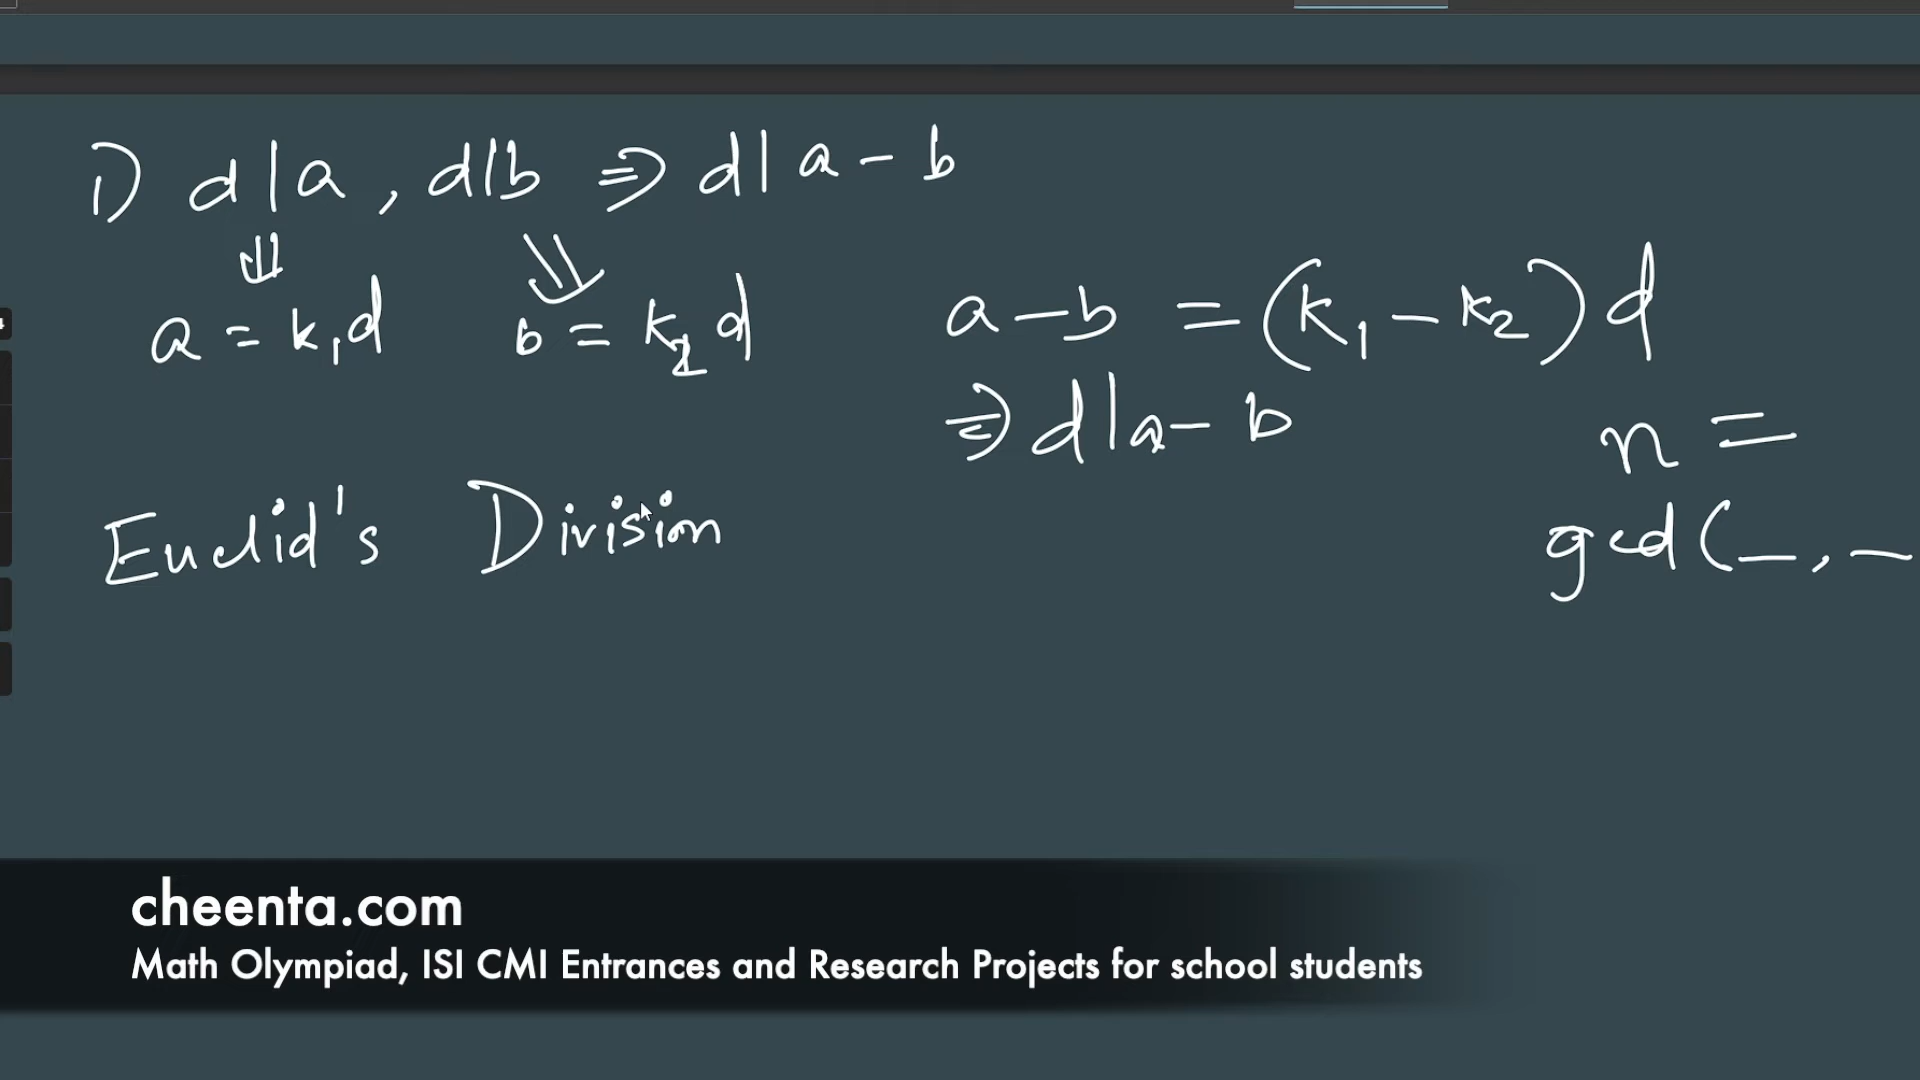 1) d|a , d|b ⇒ d|a - b
⇓ ⇓
a = k₁d b = k₂d
a - b = (k₁ - k₂)d
⇒ d|a - b
n =
gcd(_, _
Euclid's Division
cheenta.com
Math Olympiad, ISI CMI Entrances and Research Projects for school students